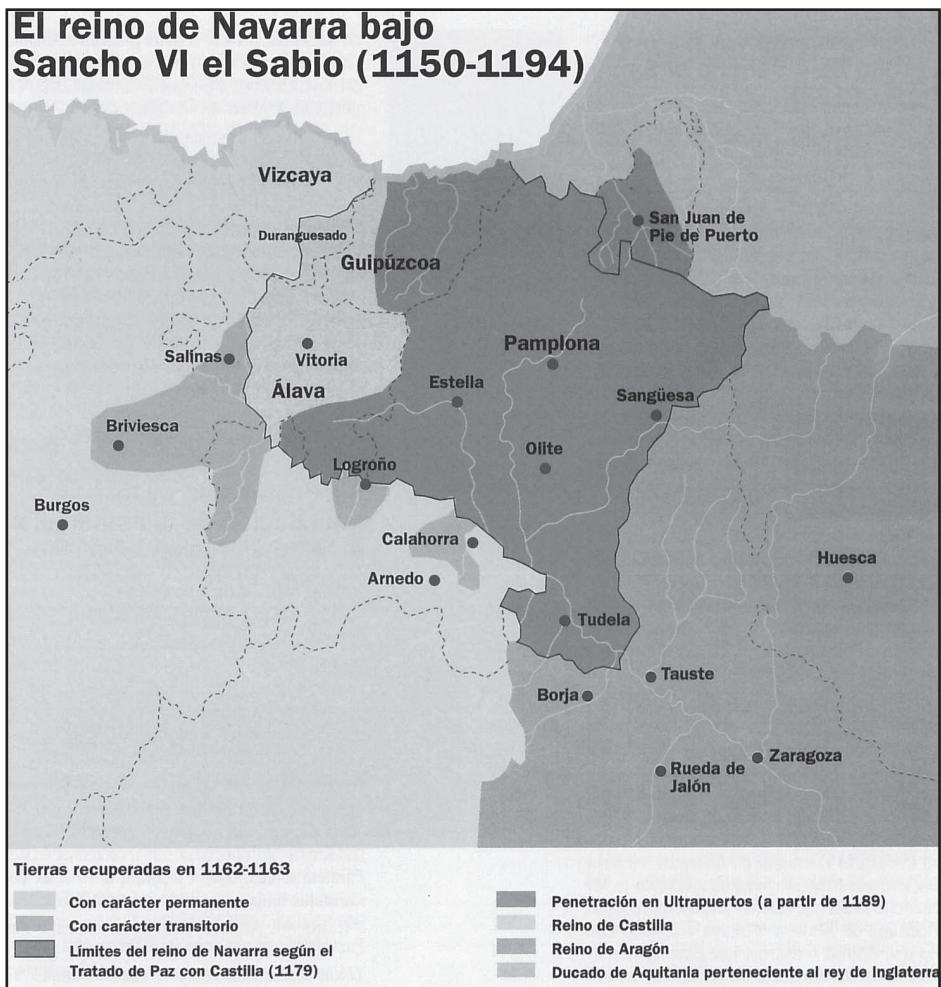 El reino de Navarra bajo
Sancho VI el Sabio (1150-1194)
Vizcaya
Duranguesado
Guipúzcoa
San Juan de
Pie de Puerto
Salinas
Vitoria
Álava
Pamplona
Estella
Sangüesa
Briviesca
Olite
Logroño
Burgos
Calahorra
Arnedo
Huesca
Tudela
Tauste
Borja
Zaragoza
Rueda de
Jalón
Tierras recuperadas en 1162-1163
Con carácter permanente
Con carácter transitorio
Límites del reino de Navarra según el
Tratado de Paz con Castilla (1179)
Penetración en Ultrapuertos (a partir de 1189)
Reino de Castilla
Reino de Aragón
Ducado de Aquitania perteneciente al rey de Inglaterra